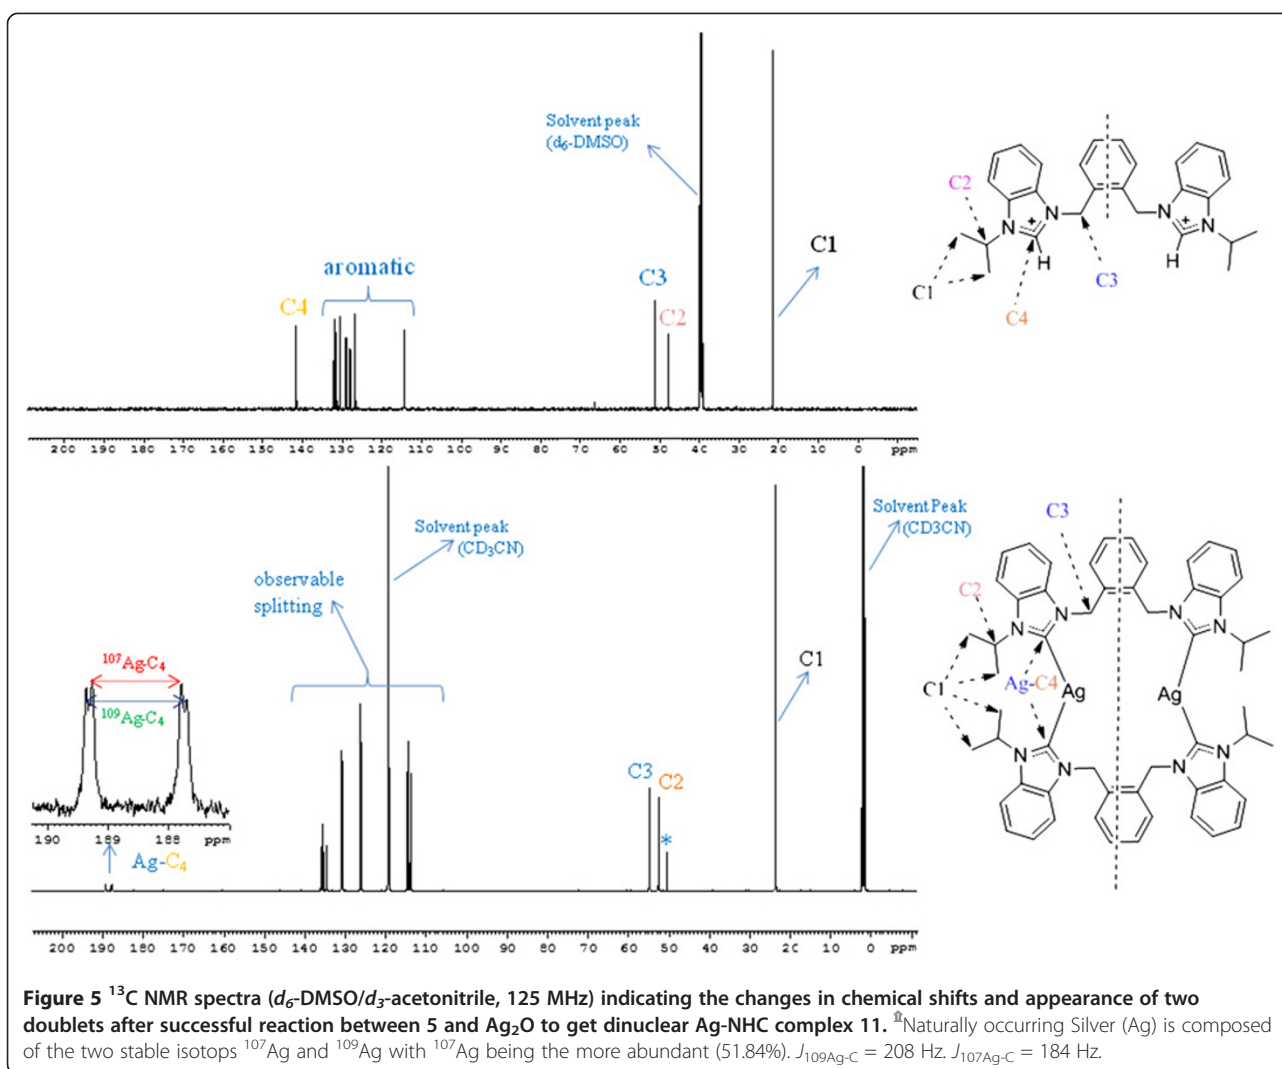 Solvent peak
(d₆-DMSO)
aromatic
C4
C3
C2
C1
200 190 180 170 160 150 140 130 120 110 100 90 80 70 60 50 4C 30 20 10 C ppm
C2
N
N
N
N
+
+
H
H
C1
C3
C4
Solvent peak
(CD₃CN)
observable
splitting
Solvent Peak
(CD3CN)
C1
C3
C2
*
¹⁰⁷Ag-C₄
¹⁰⁹Ag-C₄
190 189 188 ppm
Ag-C₄
200 190 180 170 160 150 140 130 120 110 100 90 80 70 60 50 40 30 20 10 0 ppm
C3
C2
N
N
N
N
C1
Ag-C4
Ag
Ag
N
N
N
N
Figure 5 ¹³C NMR spectra (d₆-DMSO/d₃-acetonitrile, 125 MHz) indicating the changes in chemical shifts and appearance of two
doublets after successful reaction between 5 and Ag₂O to get dinuclear Ag-NHC complex 11. Naturally occurring Silver (Ag) is composed
of the two stable isotops ¹⁰⁷Ag and ¹⁰⁹Ag with ¹⁰⁷Ag being the more abundant (51.84%). J₁₀₉Ag-C = 208 Hz. J₁₀₇Ag-C = 184 Hz.